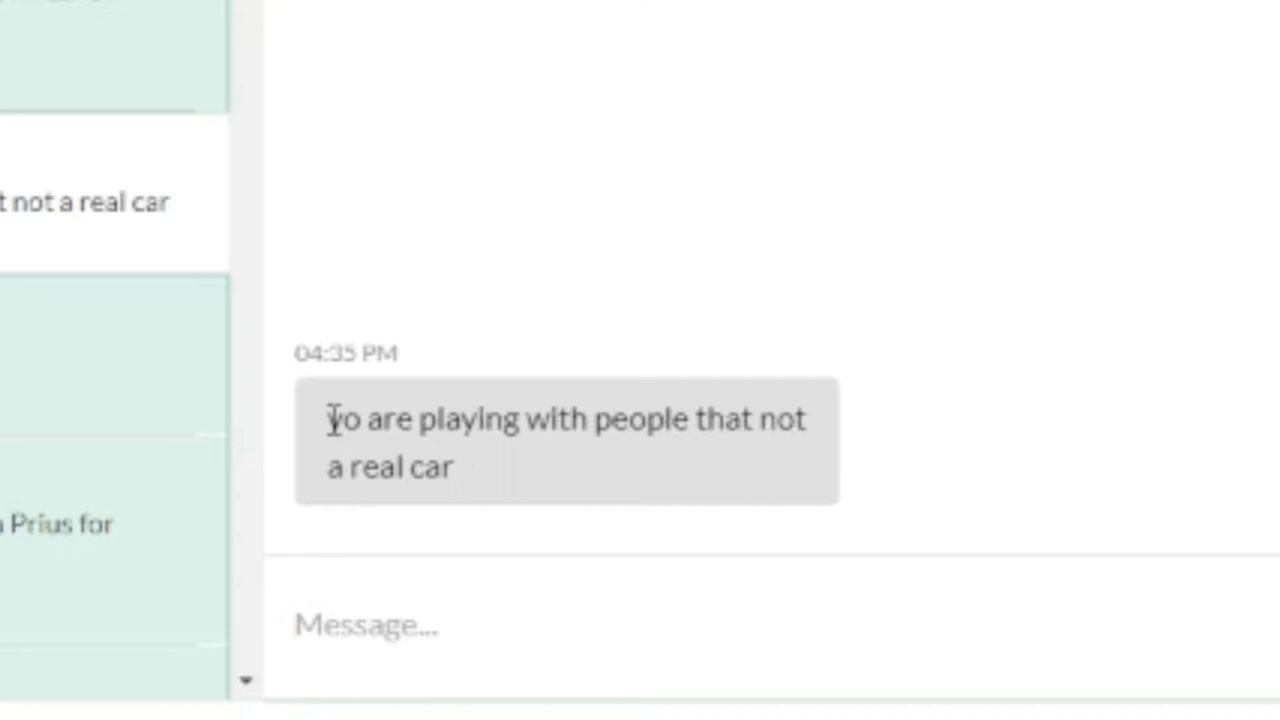 t not a real car
04:35 PM
yo are playing with people that not
a real car
Prius for
Message...